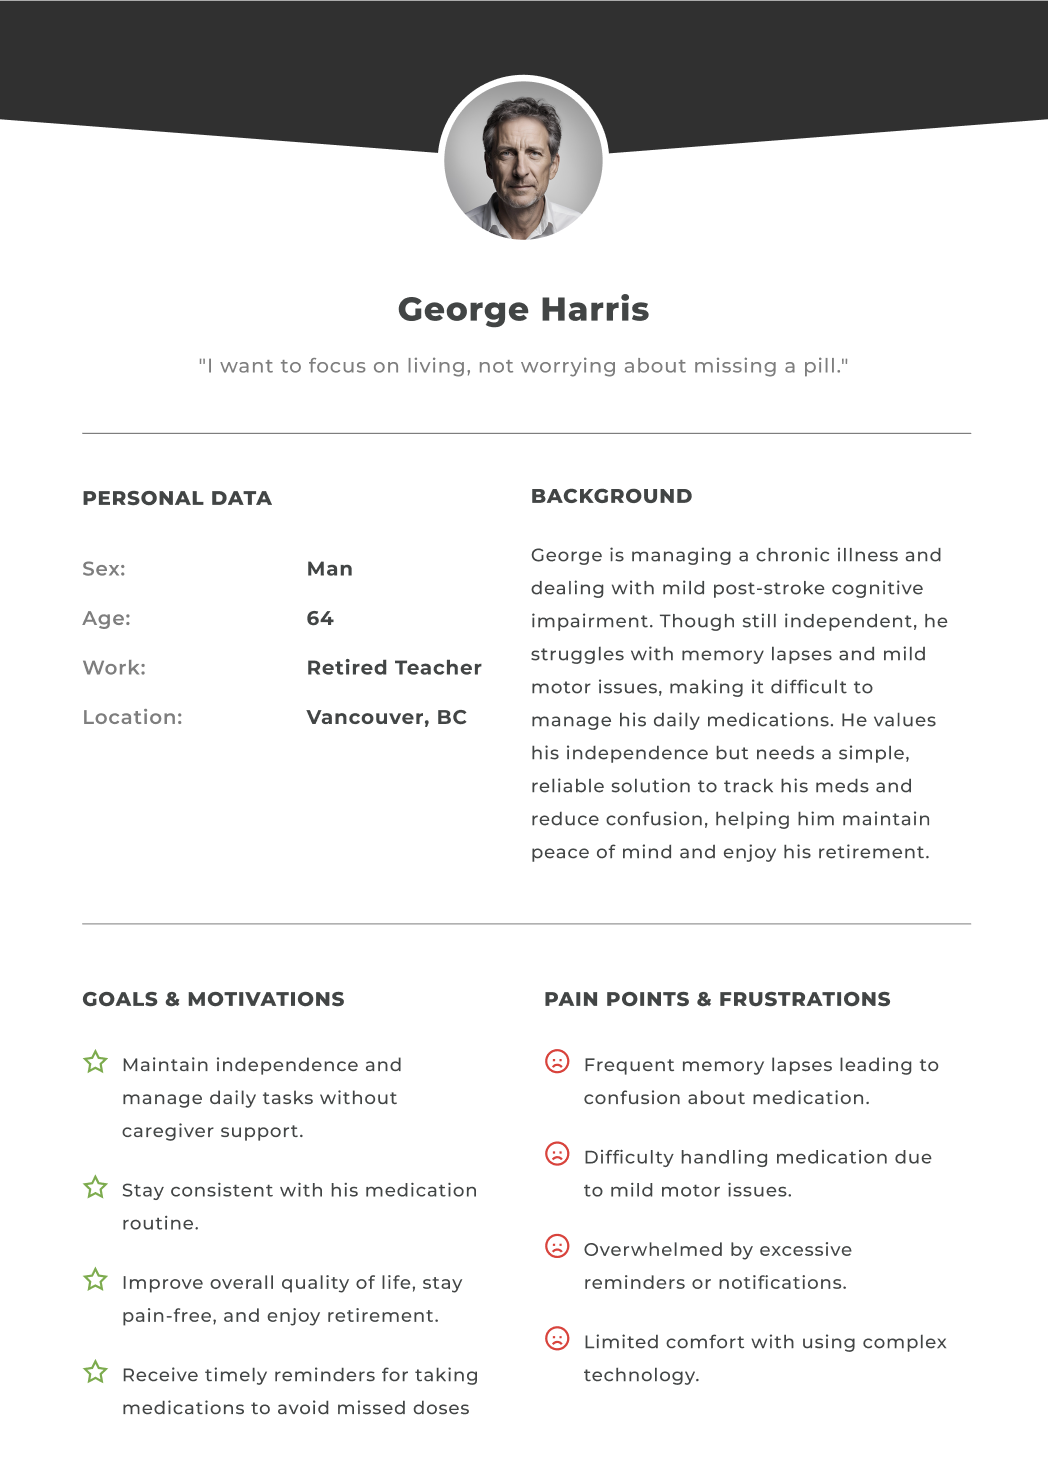 George Harris
"I want to focus on living, not worrying about missing a pill."
PERSONAL DATA
Sex: Man
Age: 64
Work: Retired Teacher
Location: Vancouver, BC
BACKGROUND
George is managing a chronic illness and
dealing with mild post-stroke cognitive
impairment. Though still independent, he
struggles with memory lapses and mild
motor issues, making it difficult to
manage his daily medications. He values
his independence but needs a simple,
reliable solution to track his meds and
reduce confusion, helping him maintain
peace of mind and enjoy his retirement.
GOALS & MOTIVATIONS
Maintain independence and
manage daily tasks without
caregiver support.
Stay consistent with his medication
routine.
Improve overall quality of life, stay
pain-free, and enjoy retirement.
Receive timely reminders for taking
medications to avoid missed doses
PAIN POINTS & FRUSTRATIONS
Frequent memory lapses leading to
confusion about medication.
Difficulty handling medication due
to mild motor issues.
Overwhelmed by excessive
reminders or notifications.
Limited comfort with using complex
technology.